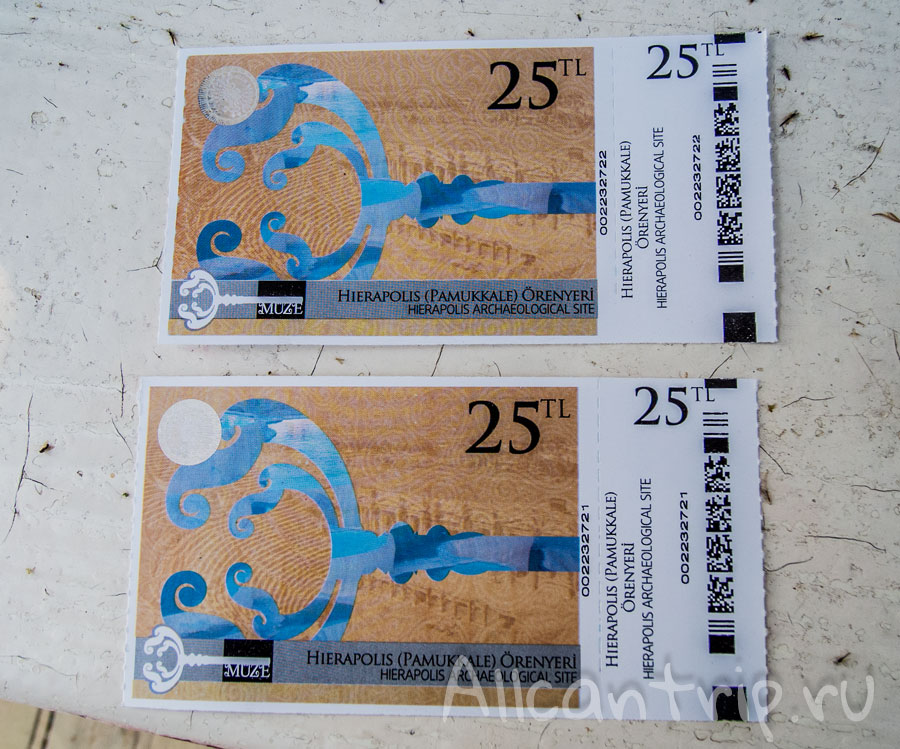 25TL
MÜZE
HIERAPOLIS (PAMUKKALE) ÖRENYERİ
HIERAPOLIS ARCHAEOLOGICAL SITE
002232722
25TL
HIERAPOLIS (PAMUKKALE)
ÖRENYERİ
HIERAPOLIS ARCHAEOLOGICAL SITE
002232722
25TL
MÜZE
HIERAPOLIS (PAMUKKALE) ÖRENYERİ
HIERAPOLIS ARCHAEOLOGICAL SITE
002232721
25TL
HIERAPOLIS (PAMUKKALE)
ÖRENYERİ
HIERAPOLIS ARCHAEOLOGICAL SITE
002232721
Alicantrip.ru